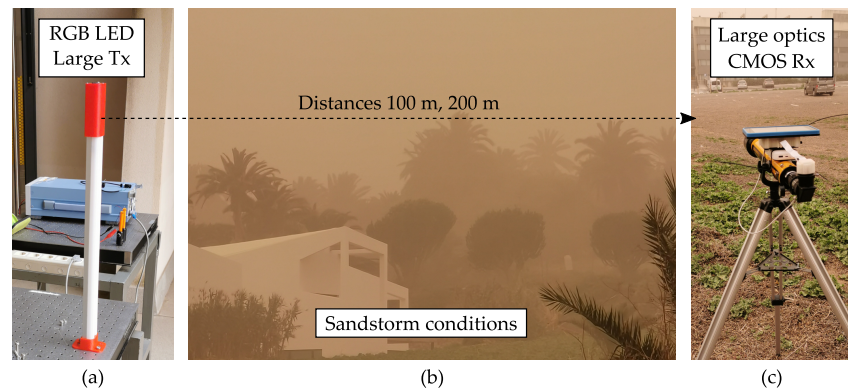 RGB LED
Large Tx
Distances 100 m, 200 m
Sandstorm conditions
Large optics
CMOS Rx
(a)
(b)
(c)